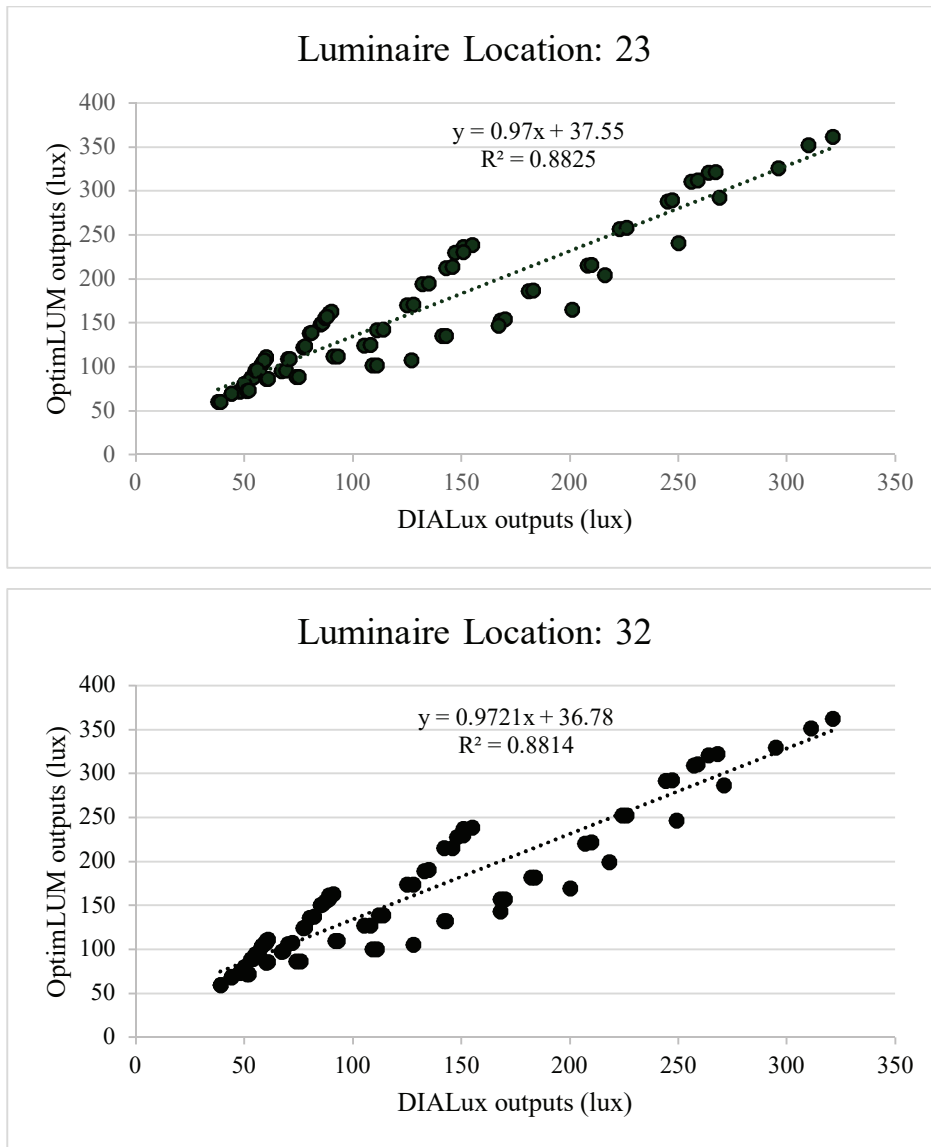 Luminaire Location: 23
y = 0.97x + 37.55
R² = 0.8825
400
350
300
250
200
150
100
50
0
OptimLUM outputs (lux)
0 50 100 150 200 250 300 350
DIALux outputs (lux)
Luminaire Location: 32
y = 0.9721x + 36.78
R² = 0.8814
400
350
300
250
200
150
100
50
0
OptimLUM outputs (lux)
0 50 100 150 200 250 300 350
DIALux outputs (lux)